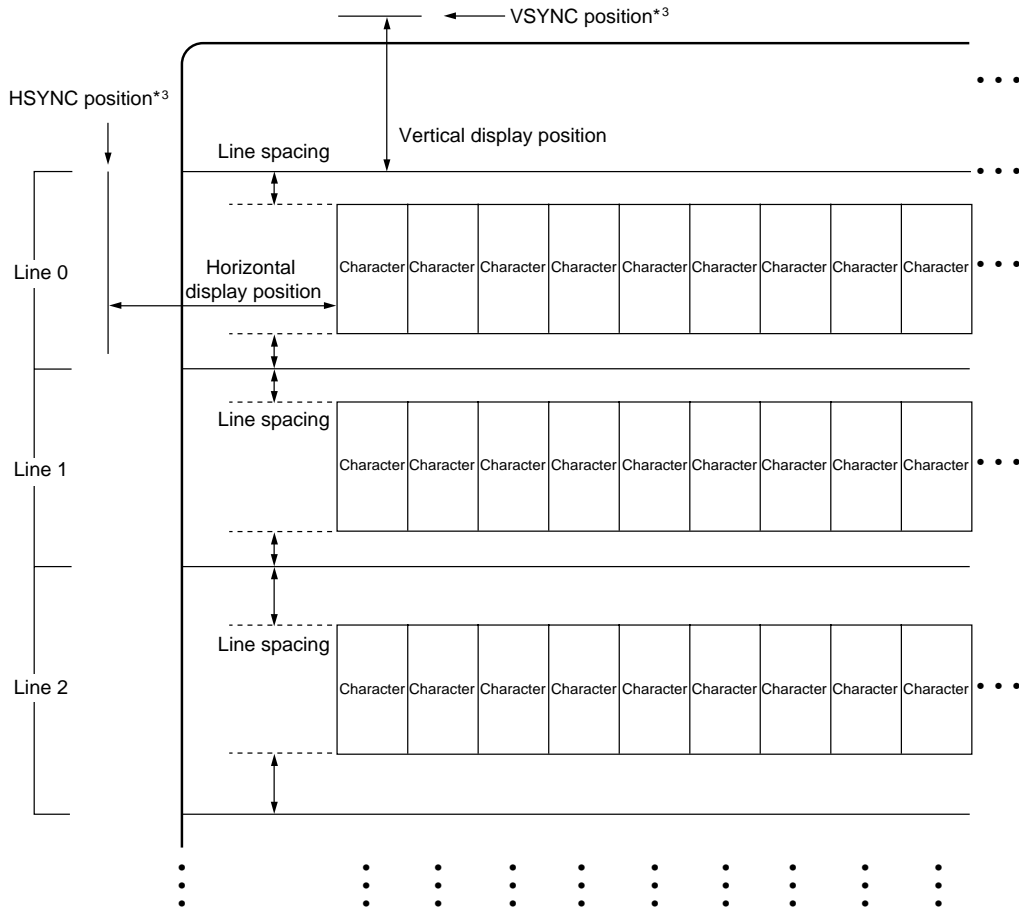 VSYNC position*3
HSYNC position*3
Vertical display position
Line spacing
Line 0
Horizontal
display position
Character Character Character Character Character Character Character Character Character
Line spacing
Line 1
Character Character Character Character Character Character Character Character Character
Line spacing
Line 2
Character Character Character Character Character Character Character Character Character